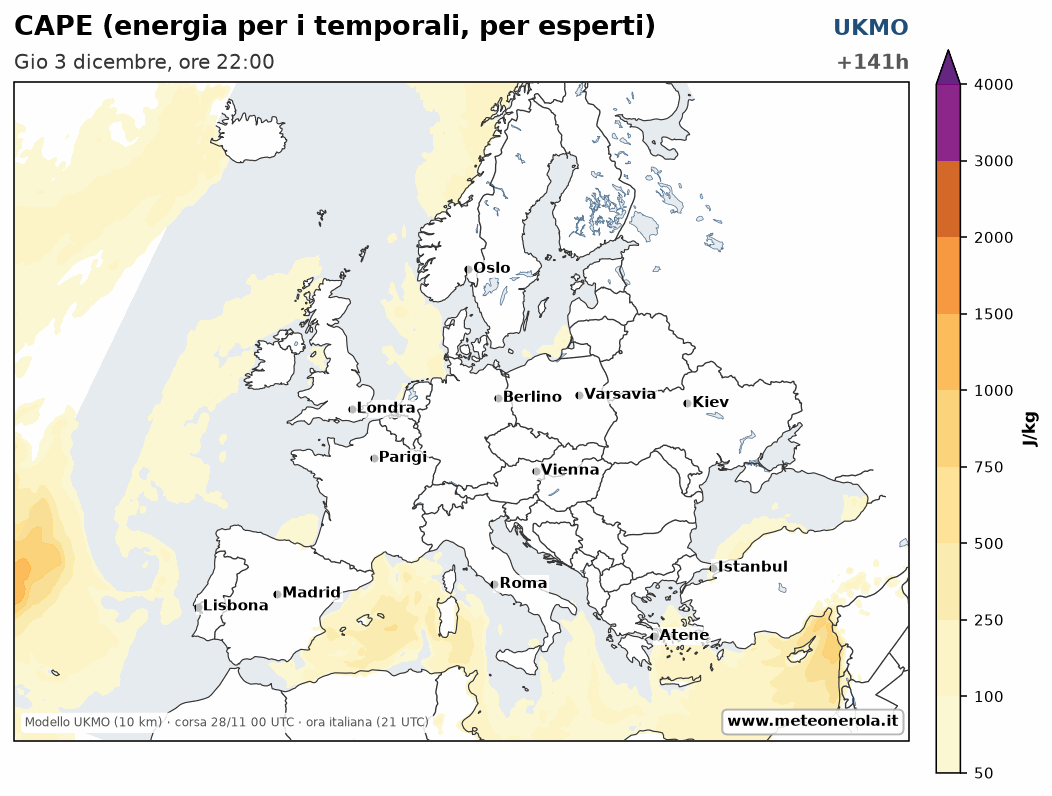 CAPE (energia per i temporali, per esperti)
UKMO
Gio 3 dicembre, ore 22:00
+141h
4000
3000
2000
1500
1000
750
500
250
100
50
J/kg
Oslo
Berlino
Varsavia
Kiev
Londra
Parigi
Vienna
Istanbul
Roma
Madrid
Lisbona
Atene
Modello UKMO (10 km) · corsa 28/11 00 UTC · ora italiana (21 UTC)
www.meteonerola.it